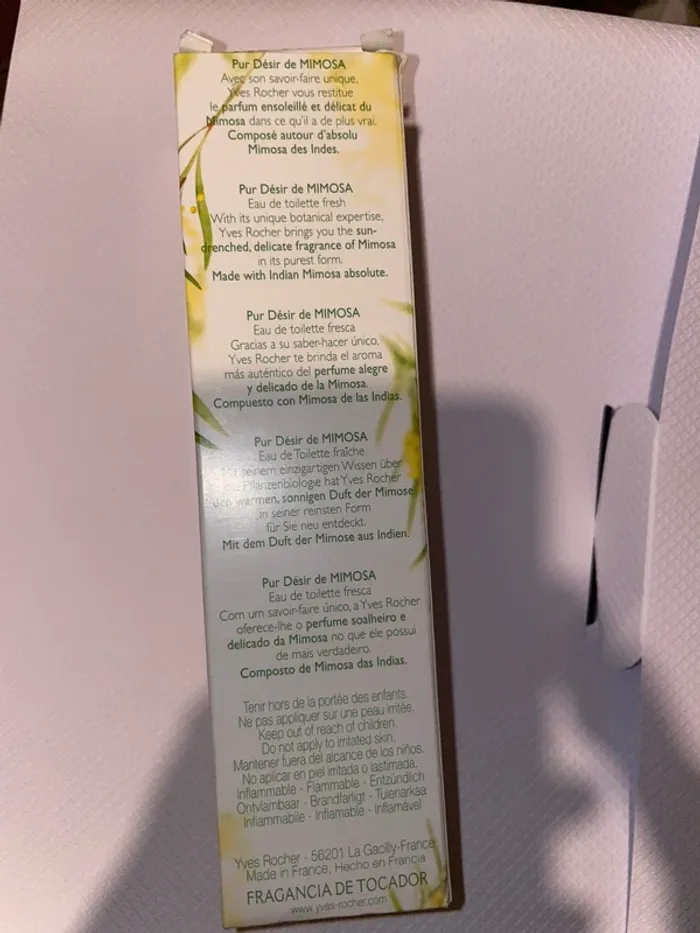 Pur Désir de MIMOSA
Avec son savoir-faire unique,
Yves Rocher vous restitue
le parfum ensoleillé et délicat du
Mimosa dans ce qu'il a de plus vrai.
Composé autour d'absolu
Mimosa des Indes.
Pur Désir de MIMOSA
Eau de toilette fresh
With its unique botanical expertise,
Yves Rocher brings you the sun-
drenched, delicate fragrance of Mimosa
in its purest form.
Made with Indian Mimosa absolute.
Pur Désir de MIMOSA
Eau de toilette fresca
Gracias a su saber-hacer único,
Yves Rocher te brinda el aroma
más auténtico del perfume alegre
y delicado de la Mimosa.
Compuesto con Mimosa de las Indias.
Pur Désir de MIMOSA
Eau de Toilette fraîche
seinem einzigartigen Wissen über
Pflanzenbiologie hat Yves Rocher
den warmen, sonnigen Duft der Mimose
in seiner reinsten Form
für Sie neu entdeckt.
Mit dem Duft der Mimose aus Indien.
Pur Désir de MIMOSA
Eau de toilette fresca
Com um savoir-faire único, a Yves Rocher
oferece-lhe o perfume soalheiro e
delicado da Mimosa no que ele possui
de mais verdadeiro.
Composto de Mimosa das Indias.
Tenir hors de la portée des enfants.
Ne pas appliquer sur une peau irritée.
Keep out of reach of children.
Do not apply to irritated skin.
Mantener fuera del alcance de los niños.
No aplicar en piel irritada o lastimada.
Inflammable - Flammable - Entzündlich
Ontvlambaar - Brandfarligt - Tulenarkaa
Infiammabile - Inflamable - Inflamável
Yves Rocher - 56201 La Gacilly-France
Made in France, Hecho en Francia
FRAGANCIA DE TOCADOR
www.yves-rocher.com